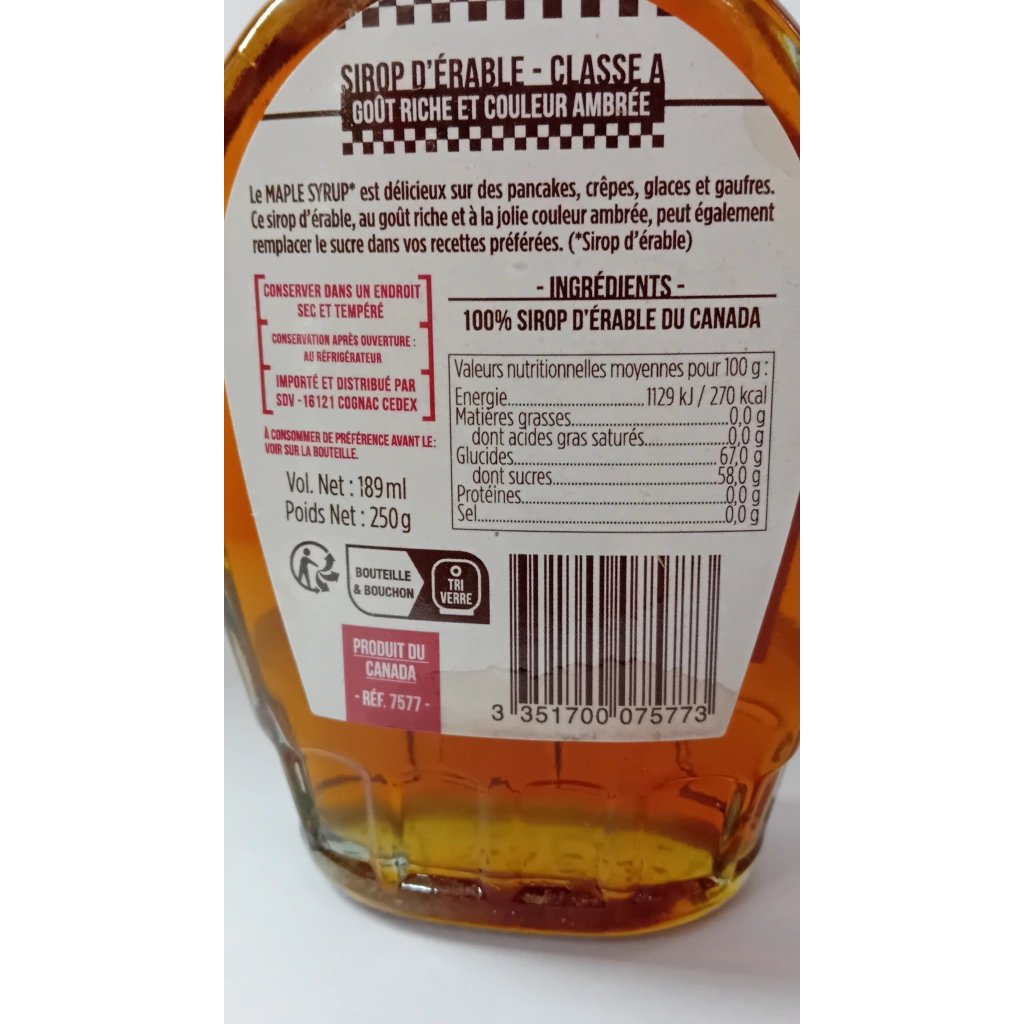 SIROP D'ÉRABLE - CLASSE A
GOÛT RICHE ET COULEUR AMBRÉE
Le MAPLE SYRUP* est délicieux sur des pancakes, crêpes, glaces et gaufres.
Ce sirop d'érable, au goût riche et à la jolie couleur ambrée, peut également
remplacer le sucre dans vos recettes préférées. (*Sirop d'érable)
CONSERVER DANS UN ENDROIT
SEC ET TEMPÉRÉ
CONSERVATION APRÈS OUVERTURE :
AU RÉFRIGÉRATEUR
IMPORTÉ ET DISTRIBUÉ PAR
SDV - 16121 COGNAC CEDEX
À CONSOMMER DE PRÉFÉRENCE AVANT LE :
VOIR SUR LA BOUTEILLE.
Vol. Net : 189 ml
Poids Net : 250 g
- INGRÉDIENTS -
100% SIROP D'ÉRABLE DU CANADA
Valeurs nutritionnelles moyennes pour 100 g :
Energie...............................1129 kJ / 270 kcal
Matières grasses...................................0,0 g
dont acides gras saturés..................0,0 g
Glucides..............................................67,0 g
dont sucres....................................58,0 g
Protéines..............................................0,0 g
Sel........................................................0,0 g
BOUTEILLE
& BOUCHON
TRI
VERRE
PRODUIT DU
CANADA
- RÉF. 7577 -
3 351700 075773